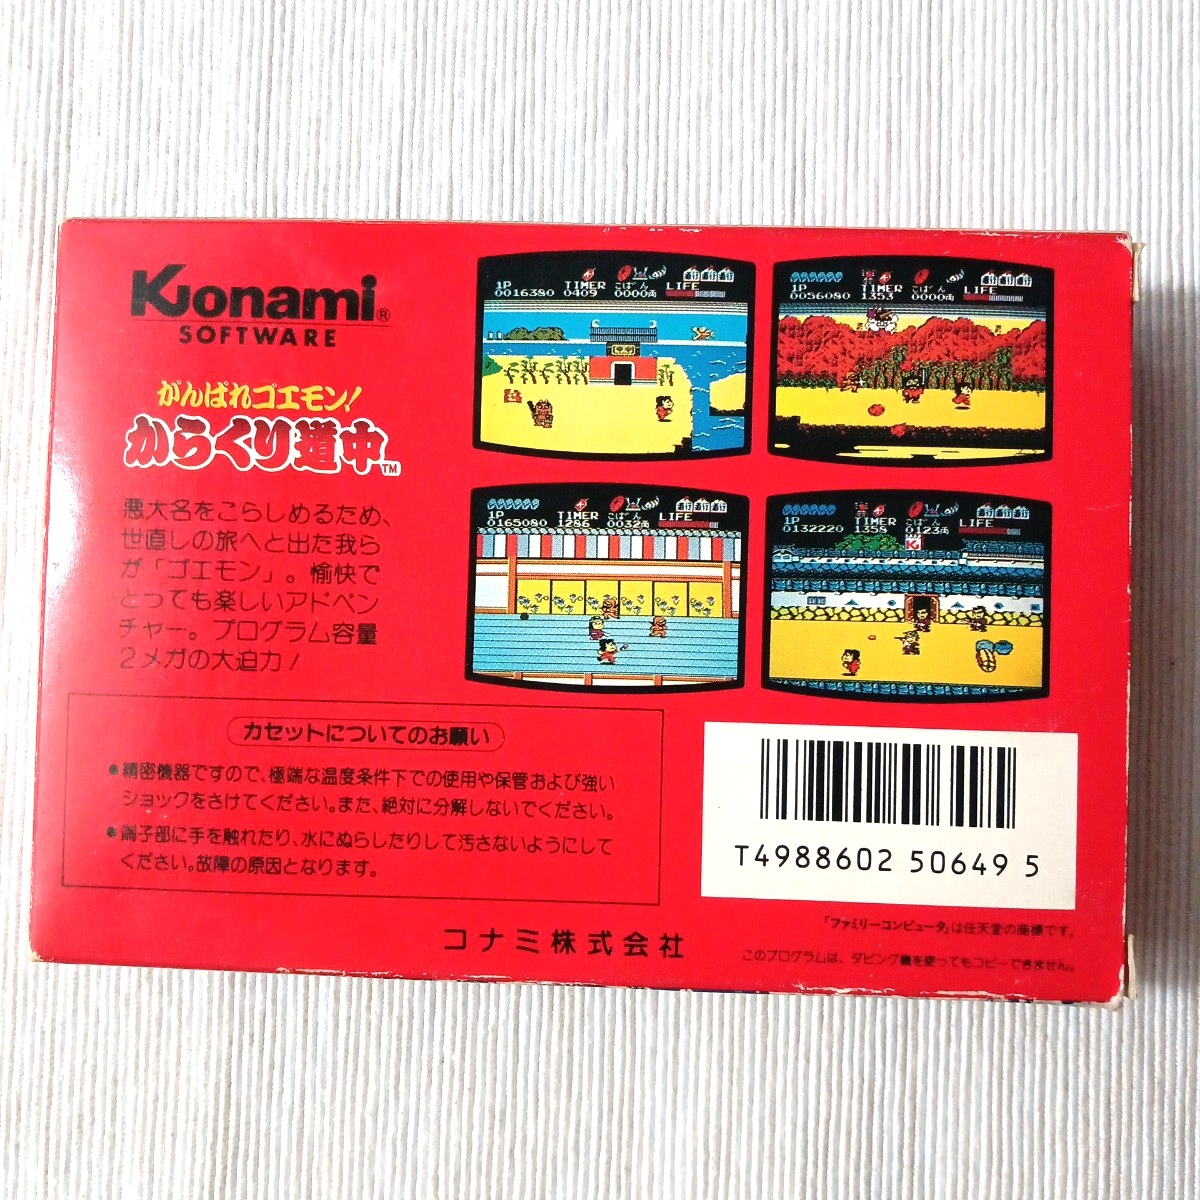 Konami®
SOFTWARE
がんばれゴエモン!
からくり道中™
悪大名をこらしめるため、
世直しの旅へと出た我ら
が「ゴエモン」。愉快で
とっても楽しいアドベン
チャー。プログラム容量
2メガの大迫力!
1P TIMER こばん LIFE
0016380 0409 0000両
1P TIMER こばん LIFE
0056080 1353 0000両
1P TIMER こばん LIFE
0165080 1286 0032両
1P TIMER こばん LIFE
0132220 1358 0123両
カセットについてのお願い
●精密機器ですので、極端な温度条件下での使用や保管および強い
ショックをさけてください。また、絶対に分解しないでください。
●端子部に手を触れたり、水にぬらしたりして汚さないようにして
ください。故障の原因となります。
T4988602 50649 5
コナミ株式会社
「ファミリーコンピュータ」は任天堂の商標です。
このプログラムは、ダビング機を使ってもコピーできません。